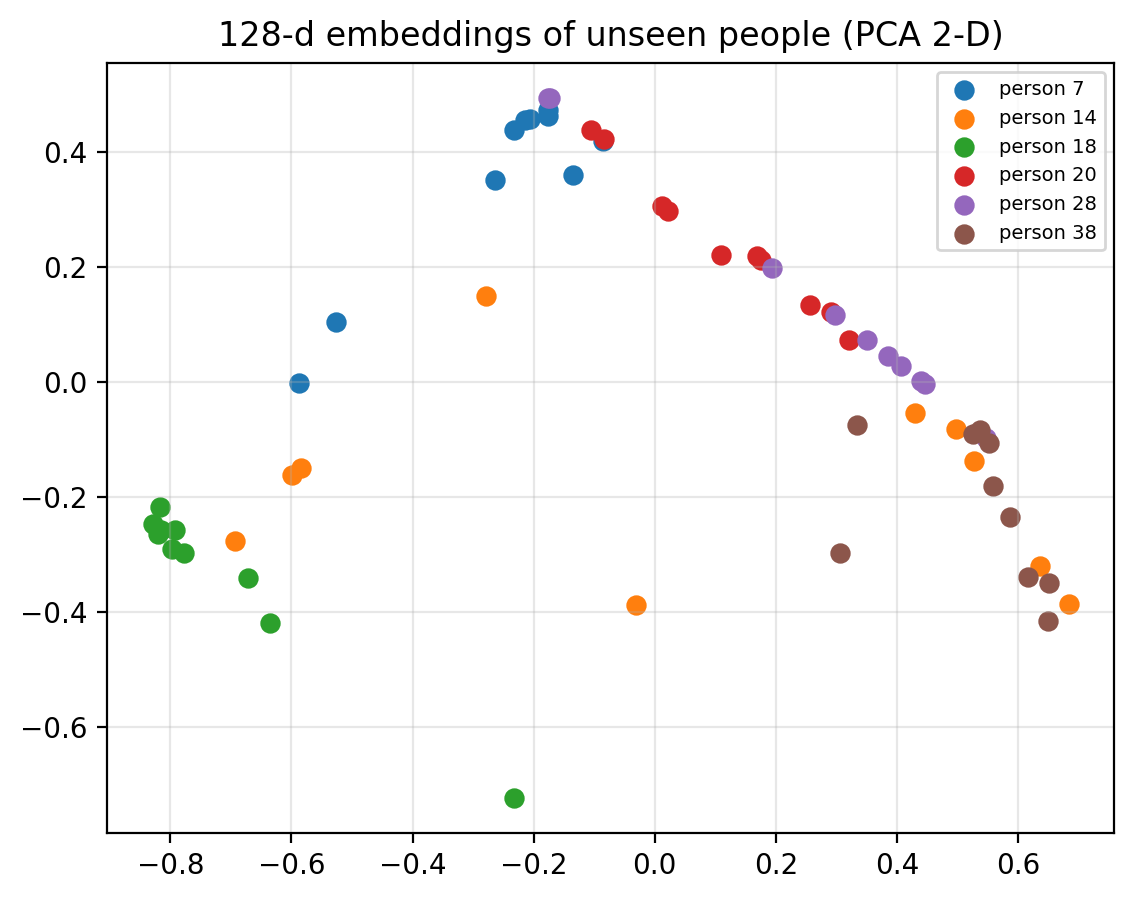 128-d embeddings of unseen people (PCA 2-D)
person 7
person 14
person 18
person 20
person 28
person 38
0.4
0.2
0.0
−0.2
−0.4
−0.6
−0.8 −0.6 −0.4 −0.2 0.0 0.2 0.4 0.6